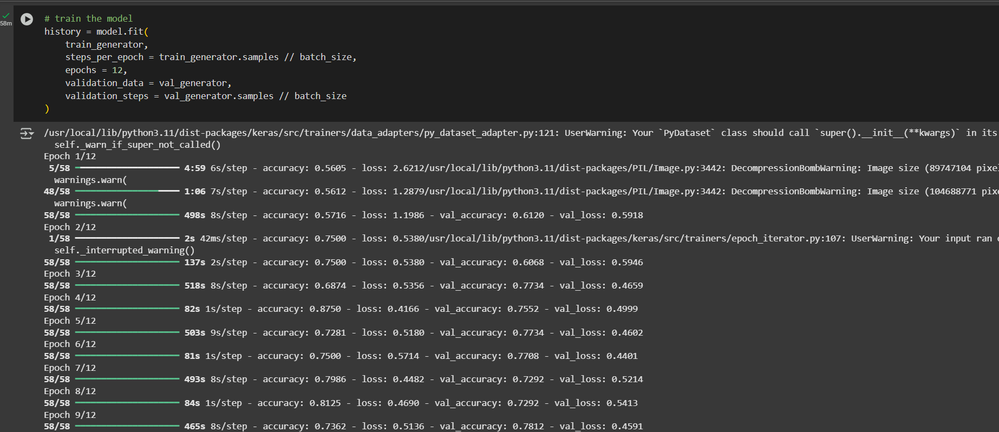 58m
# train the model
history = model.fit(
    train_generator,
    steps_per_epoch = train_generator.samples // batch_size,
    epochs = 12,
    validation_data = val_generator,
    validation_steps = val_generator.samples // batch_size
)
/usr/local/lib/python3.11/dist-packages/keras/src/trainers/data_adapters/py_dataset_adapter.py:121: UserWarning: Your `PyDataset` class should call `super().__init__(**kwargs)` in its
  self._warn_if_super_not_called()
Epoch 1/12
 5/58 4:59 6s/step - accuracy: 0.5605 - loss: 2.6212/usr/local/lib/python3.11/dist-packages/PIL/Image.py:3442: DecompressionBombWarning: Image size (89747104 pixe
  warnings.warn(
48/58 1:06 7s/step - accuracy: 0.5612 - loss: 1.2879/usr/local/lib/python3.11/dist-packages/PIL/Image.py:3442: DecompressionBombWarning: Image size (104688771 pix
  warnings.warn(
58/58 498s 8s/step - accuracy: 0.5716 - loss: 1.1986 - val_accuracy: 0.6120 - val_loss: 0.5918
Epoch 2/12
 1/58 2s 42ms/step - accuracy: 0.7500 - loss: 0.5380/usr/local/lib/python3.11/dist-packages/keras/src/trainers/epoch_iterator.py:107: UserWarning: Your input ran
  self._interrupted_warning()
58/58 137s 2s/step - accuracy: 0.7500 - loss: 0.5380 - val_accuracy: 0.6068 - val_loss: 0.5946
Epoch 3/12
58/58 518s 8s/step - accuracy: 0.6874 - loss: 0.5356 - val_accuracy: 0.7734 - val_loss: 0.4659
Epoch 4/12
58/58 82s 1s/step - accuracy: 0.8750 - loss: 0.4166 - val_accuracy: 0.7552 - val_loss: 0.4999
Epoch 5/12
58/58 503s 9s/step - accuracy: 0.7281 - loss: 0.5180 - val_accuracy: 0.7734 - val_loss: 0.4602
Epoch 6/12
58/58 81s 1s/step - accuracy: 0.7500 - loss: 0.5714 - val_accuracy: 0.7708 - val_loss: 0.4401
Epoch 7/12
58/58 493s 8s/step - accuracy: 0.7986 - loss: 0.4482 - val_accuracy: 0.7292 - val_loss: 0.5214
Epoch 8/12
58/58 84s 1s/step - accuracy: 0.8125 - loss: 0.4690 - val_accuracy: 0.7292 - val_loss: 0.5413
Epoch 9/12
58/58 465s 8s/step - accuracy: 0.7362 - loss: 0.5136 - val_accuracy: 0.7812 - val_loss: 0.4591